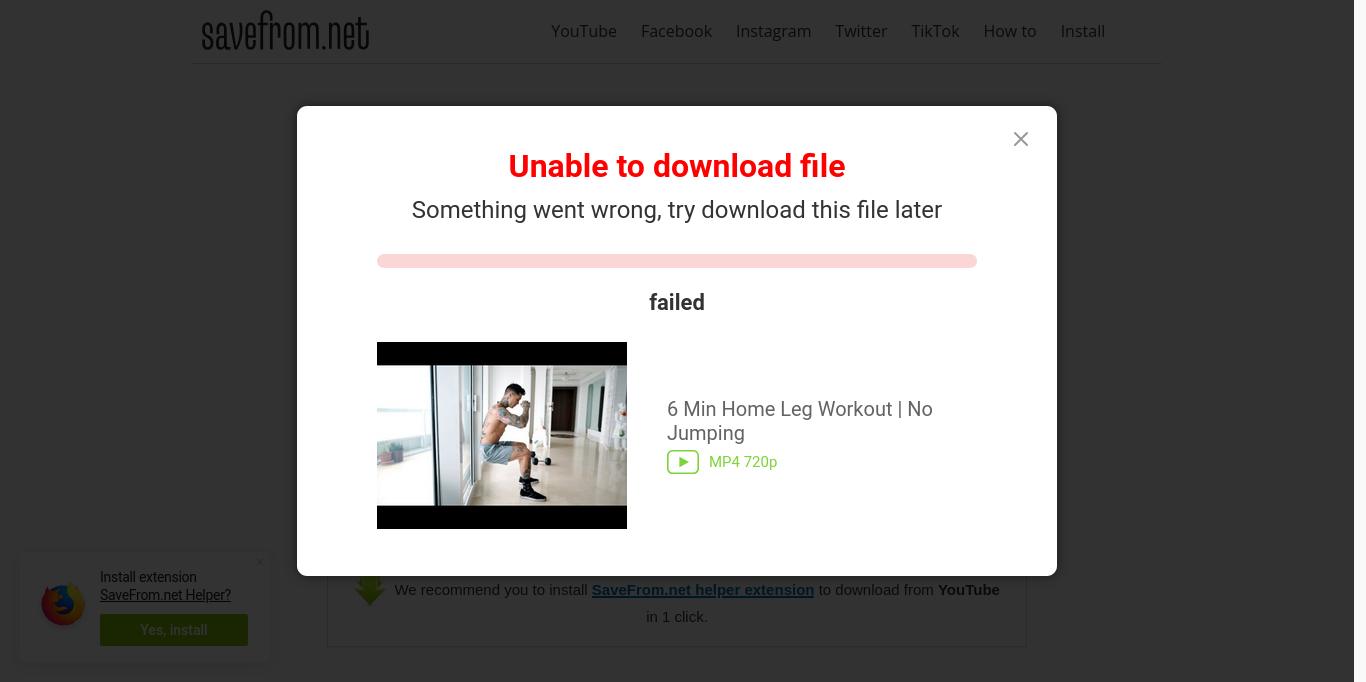 savefrom.net
YouTube Facebook Instagram Twitter TikTok How to Install
Unable to download file
Something went wrong, try download this file later
failed
6 Min Home Leg Workout | No
Jumping
MP4 720p
Install extension
SaveFrom.net Helper?
Yes, install
We recommend you to install SaveFrom.net helper extension to download from YouTube
in 1 click.